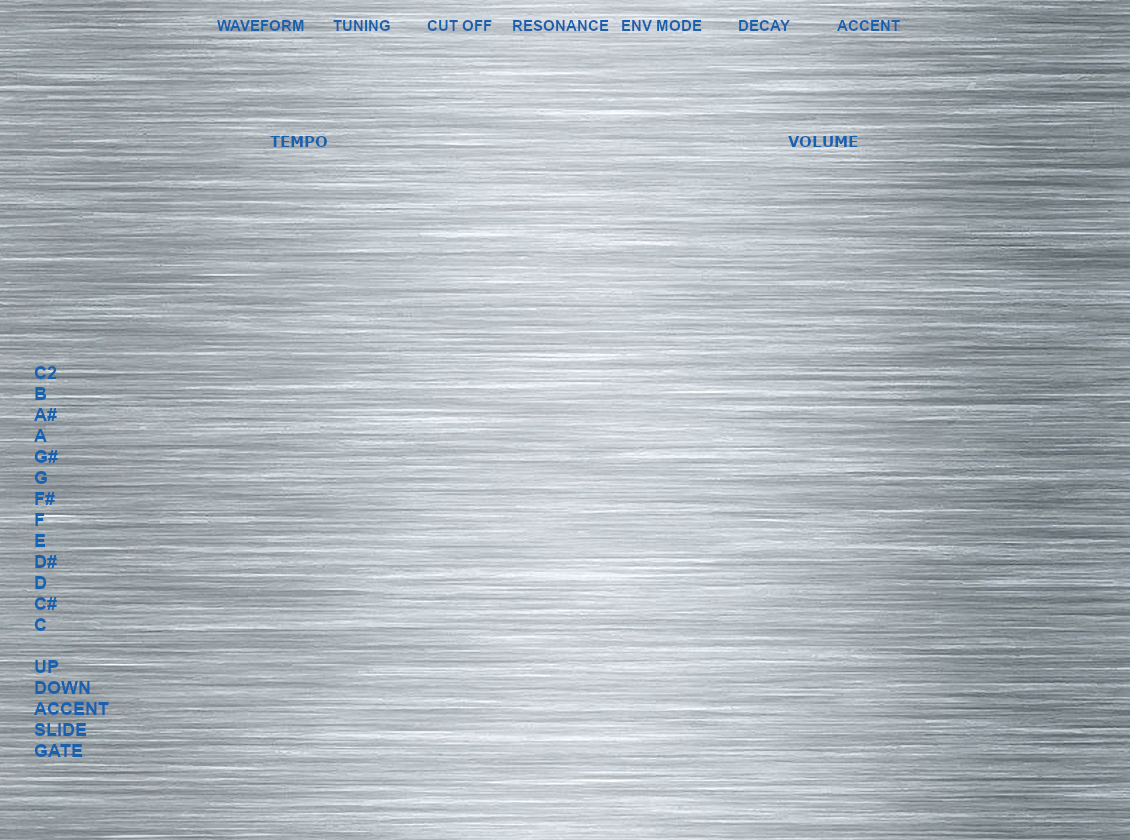 WAVEFORM TUNING CUT OFF RESONANCE ENV MODE DECAY ACCENT
TEMPO VOLUME
C2
B
A#
A
G#
G
F#
F
E
D#
D
C#
C
UP
DOWN
ACCENT
SLIDE
GATE